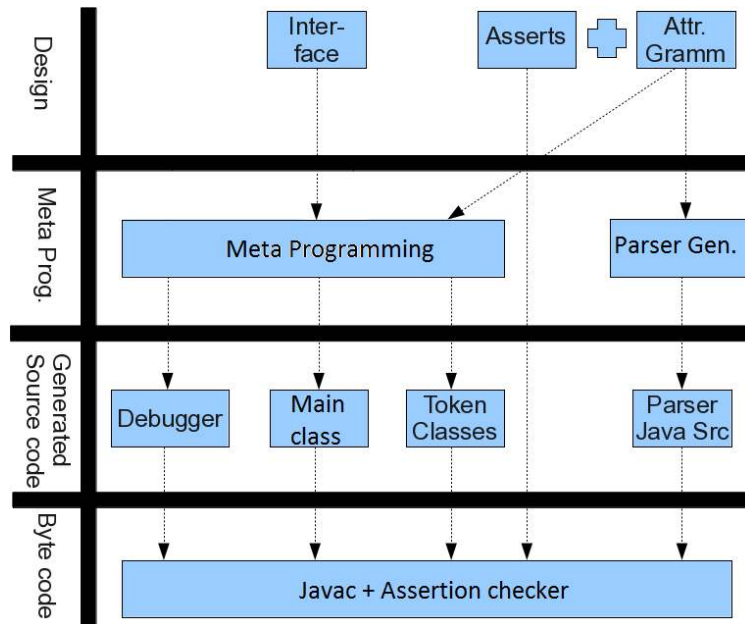 Design
Inter-
face
Asserts
Attr.
Gramm
Meta Prog.
Meta Programming
Parser Gen.
Generated
Source code
Debugger
Main
class
Token
Classes
Parser
Java Src
Byte code
Javac + Assertion checker